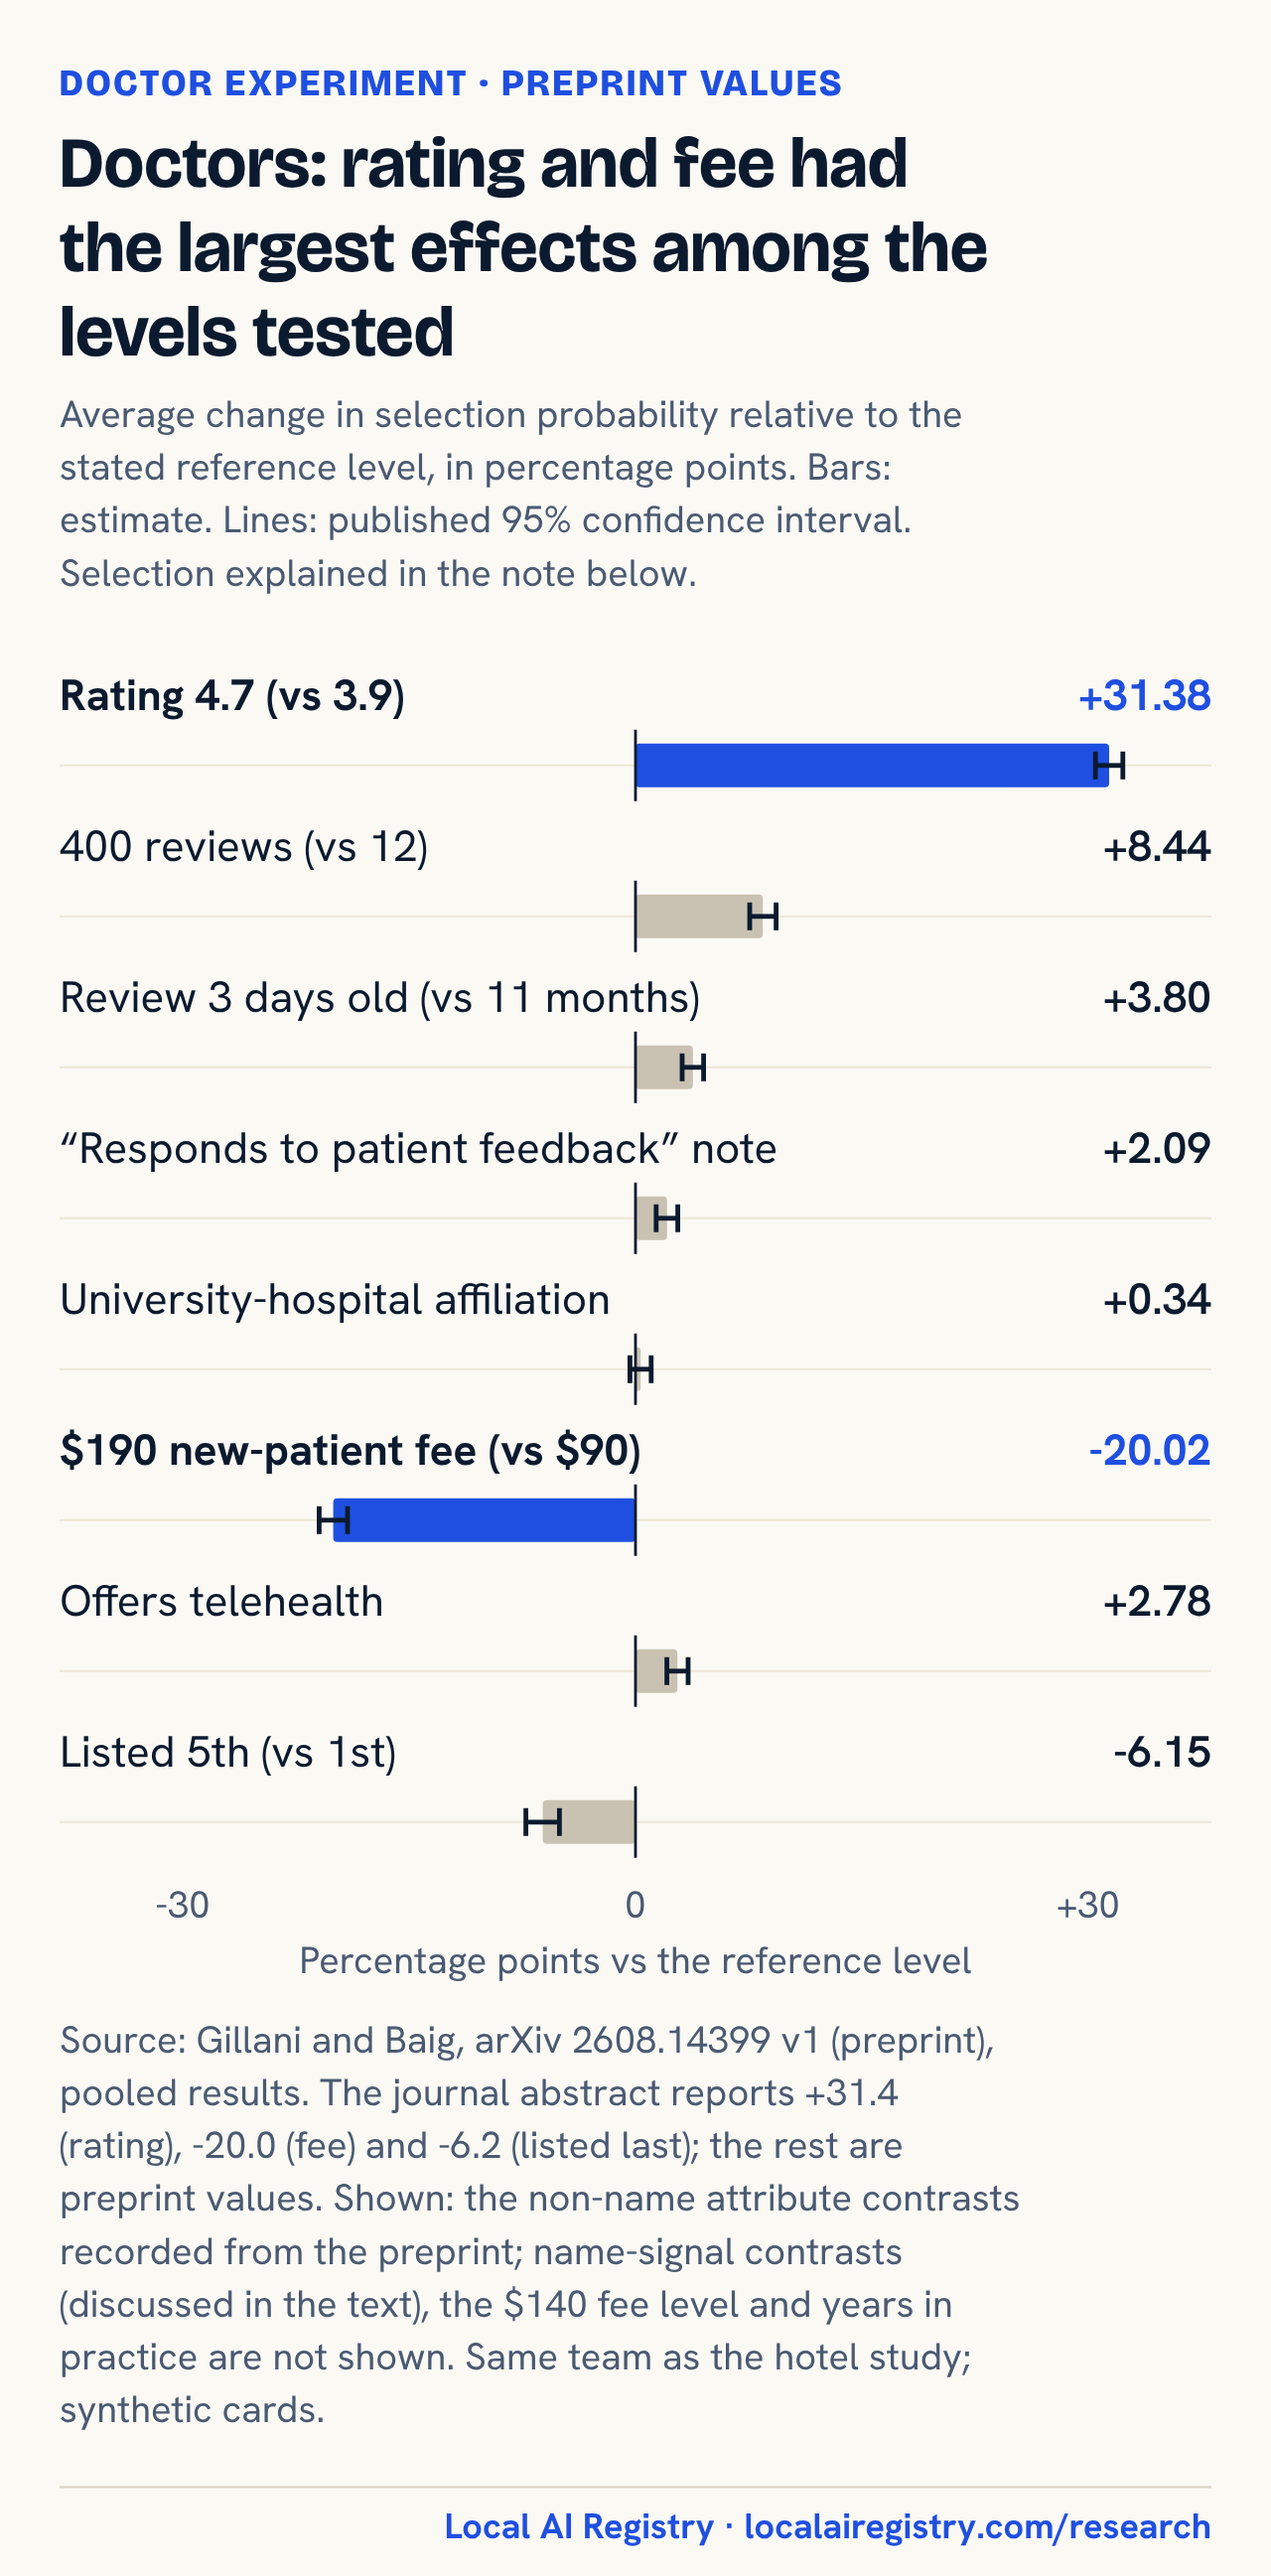 DOCTOR EXPERIMENT · PREPRINT VALUES
Doctors: rating and fee had
the largest effects among the
levels tested
Average change in selection probability relative to the
stated reference level, in percentage points. Bars:
estimate. Lines: published 95% confidence interval.
Selection explained in the note below.
Rating 4.7 (vs 3.9) +31.38
400 reviews (vs 12) +8.44
Review 3 days old (vs 11 months) +3.80
“Responds to patient feedback” note +2.09
University-hospital affiliation +0.34
$190 new-patient fee (vs $90) -20.02
Offers telehealth +2.78
Listed 5th (vs 1st) -6.15
-30 0 +30
Percentage points vs the reference level
Source: Gillani and Baig, arXiv 2608.14399 v1 (preprint),
pooled results. The journal abstract reports +31.4
(rating), -20.0 (fee) and -6.2 (listed last); the rest are
preprint values. Shown: the non-name attribute contrasts
recorded from the preprint; name-signal contrasts
(discussed in the text), the $140 fee level and years in
practice are not shown. Same team as the hotel study;
synthetic cards.
Local AI Registry · localairegistry.com/research